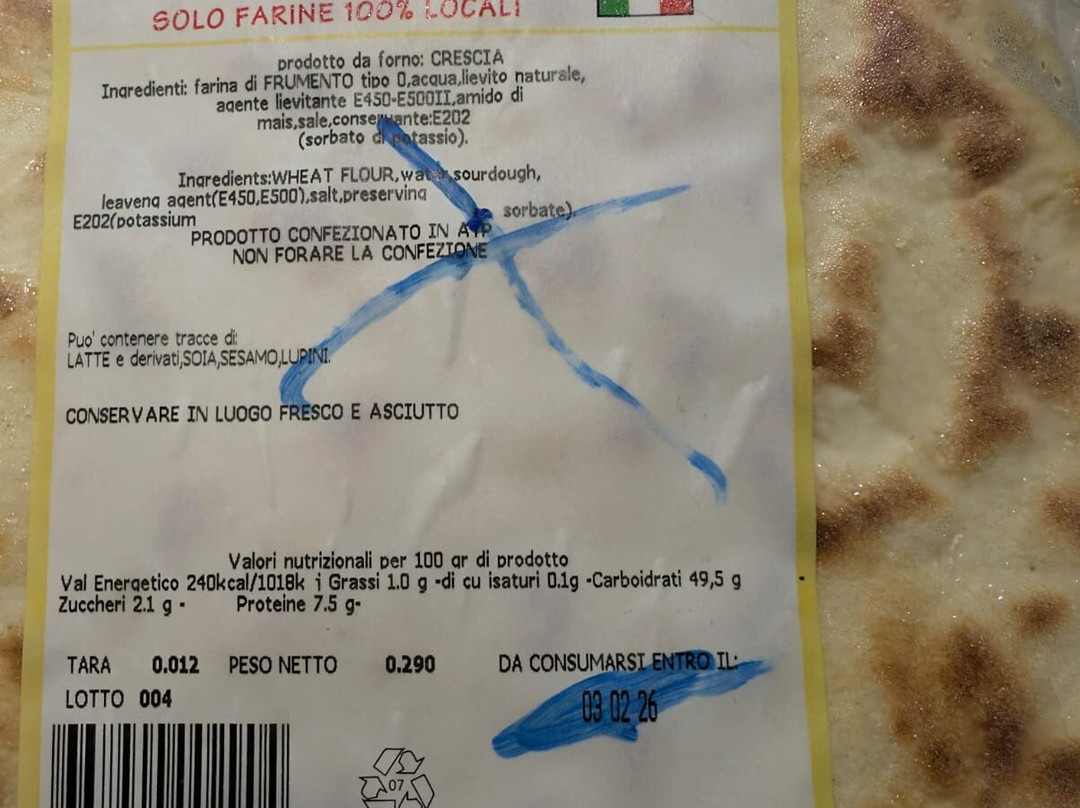 SOLO FARINE 100% LOCALI
prodotto da forno: CRESCIA
Ingredienti: farina di FRUMENTO tipo 0,acqua,lievito naturale,
agente lievitante E450-E500II,amido di
mais,sale,conservante:E202
(sorbato di potassio).
Ingredients:WHEAT FLOUR,water,sourdough,
leaveng agent(E450,E500),salt,preserving
E202(potassium sorbate).
PRODOTTO CONFEZIONATO IN ATP
NON FORARE LA CONFEZIONE
Puo' contenere tracce di:
LATTE e derivati,SOIA,SESAMO,LUPINI.
CONSERVARE IN LUOGO FRESCO E ASCIUTTO
Valori nutrizionali per 100 gr di prodotto
Val Energetico 240kcal/1018k j Grassi 1.0 g -di cu isaturi 0.1g -Carboidrati 49,5 g -
Zuccheri 2.1 g - Proteine 7.5 g-
TARA 0.012 PESO NETTO 0.290 DA CONSUMARSI ENTRO IL:
LOTTO 004 03 02 26
07